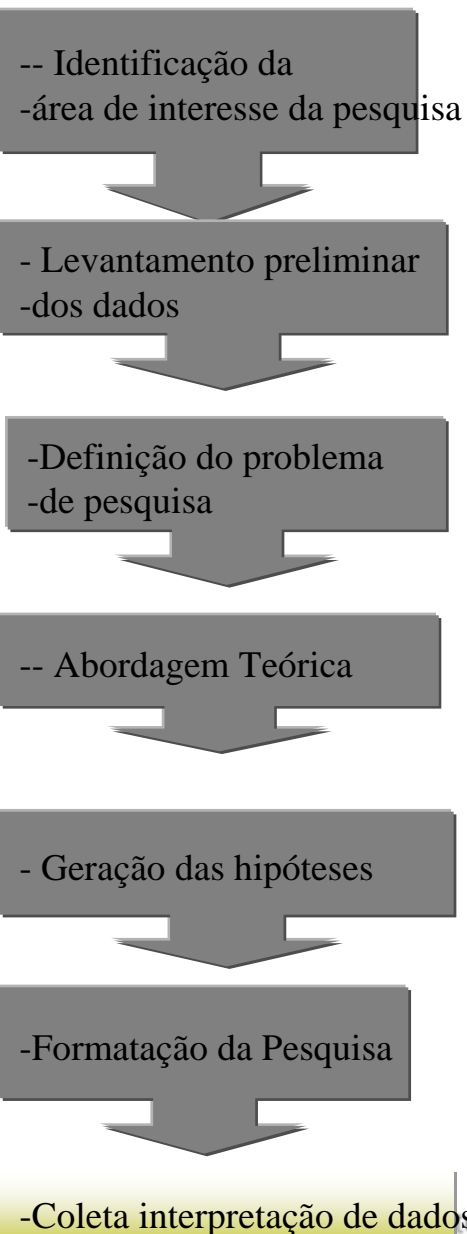 -- Identificação da
-área de interesse da pesquisa
- Levantamento preliminar
-dos dados
-Definição do problema
-de pesquisa
-- Abordagem Teórica
- Geração das hipóteses
-Formatação da Pesquisa
-Coleta interpretação de dados